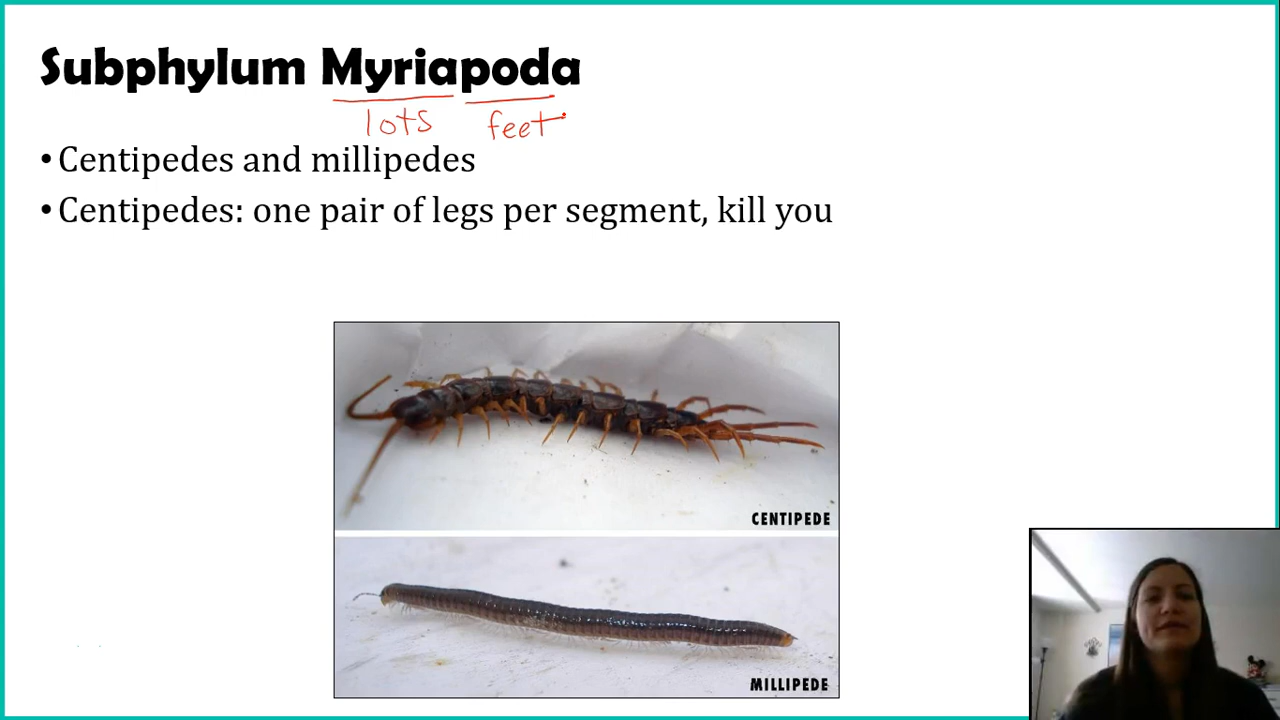 Subphylum Myriapoda
lots feet
• Centipedes and millipedes
• Centipedes: one pair of legs per segment, kill you
CENTIPEDE
MILLIPEDE